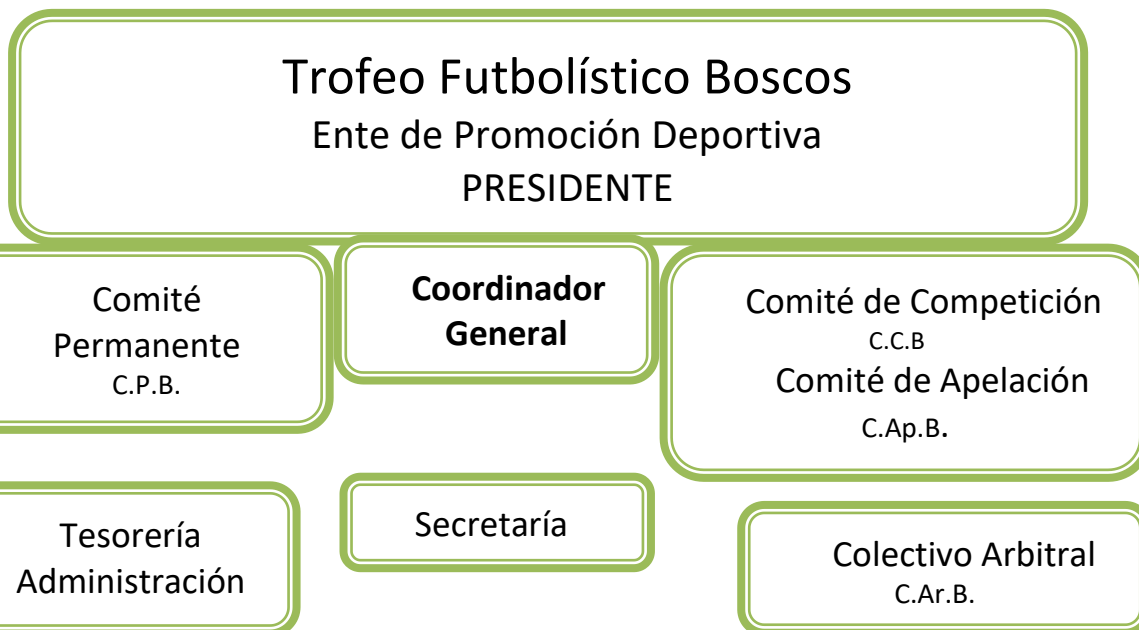 Trofeo Futbolístico Boscos
Ente de Promoción Deportiva
PRESIDENTE
Comité
Permanente
C.P.B.
Coordinador
General
Comité de Competición
C.C.B
Comité de Apelación
C.Ap.B.
Tesorería
Administración
Secretaría
Colectivo Arbitral
C.Ar.B.